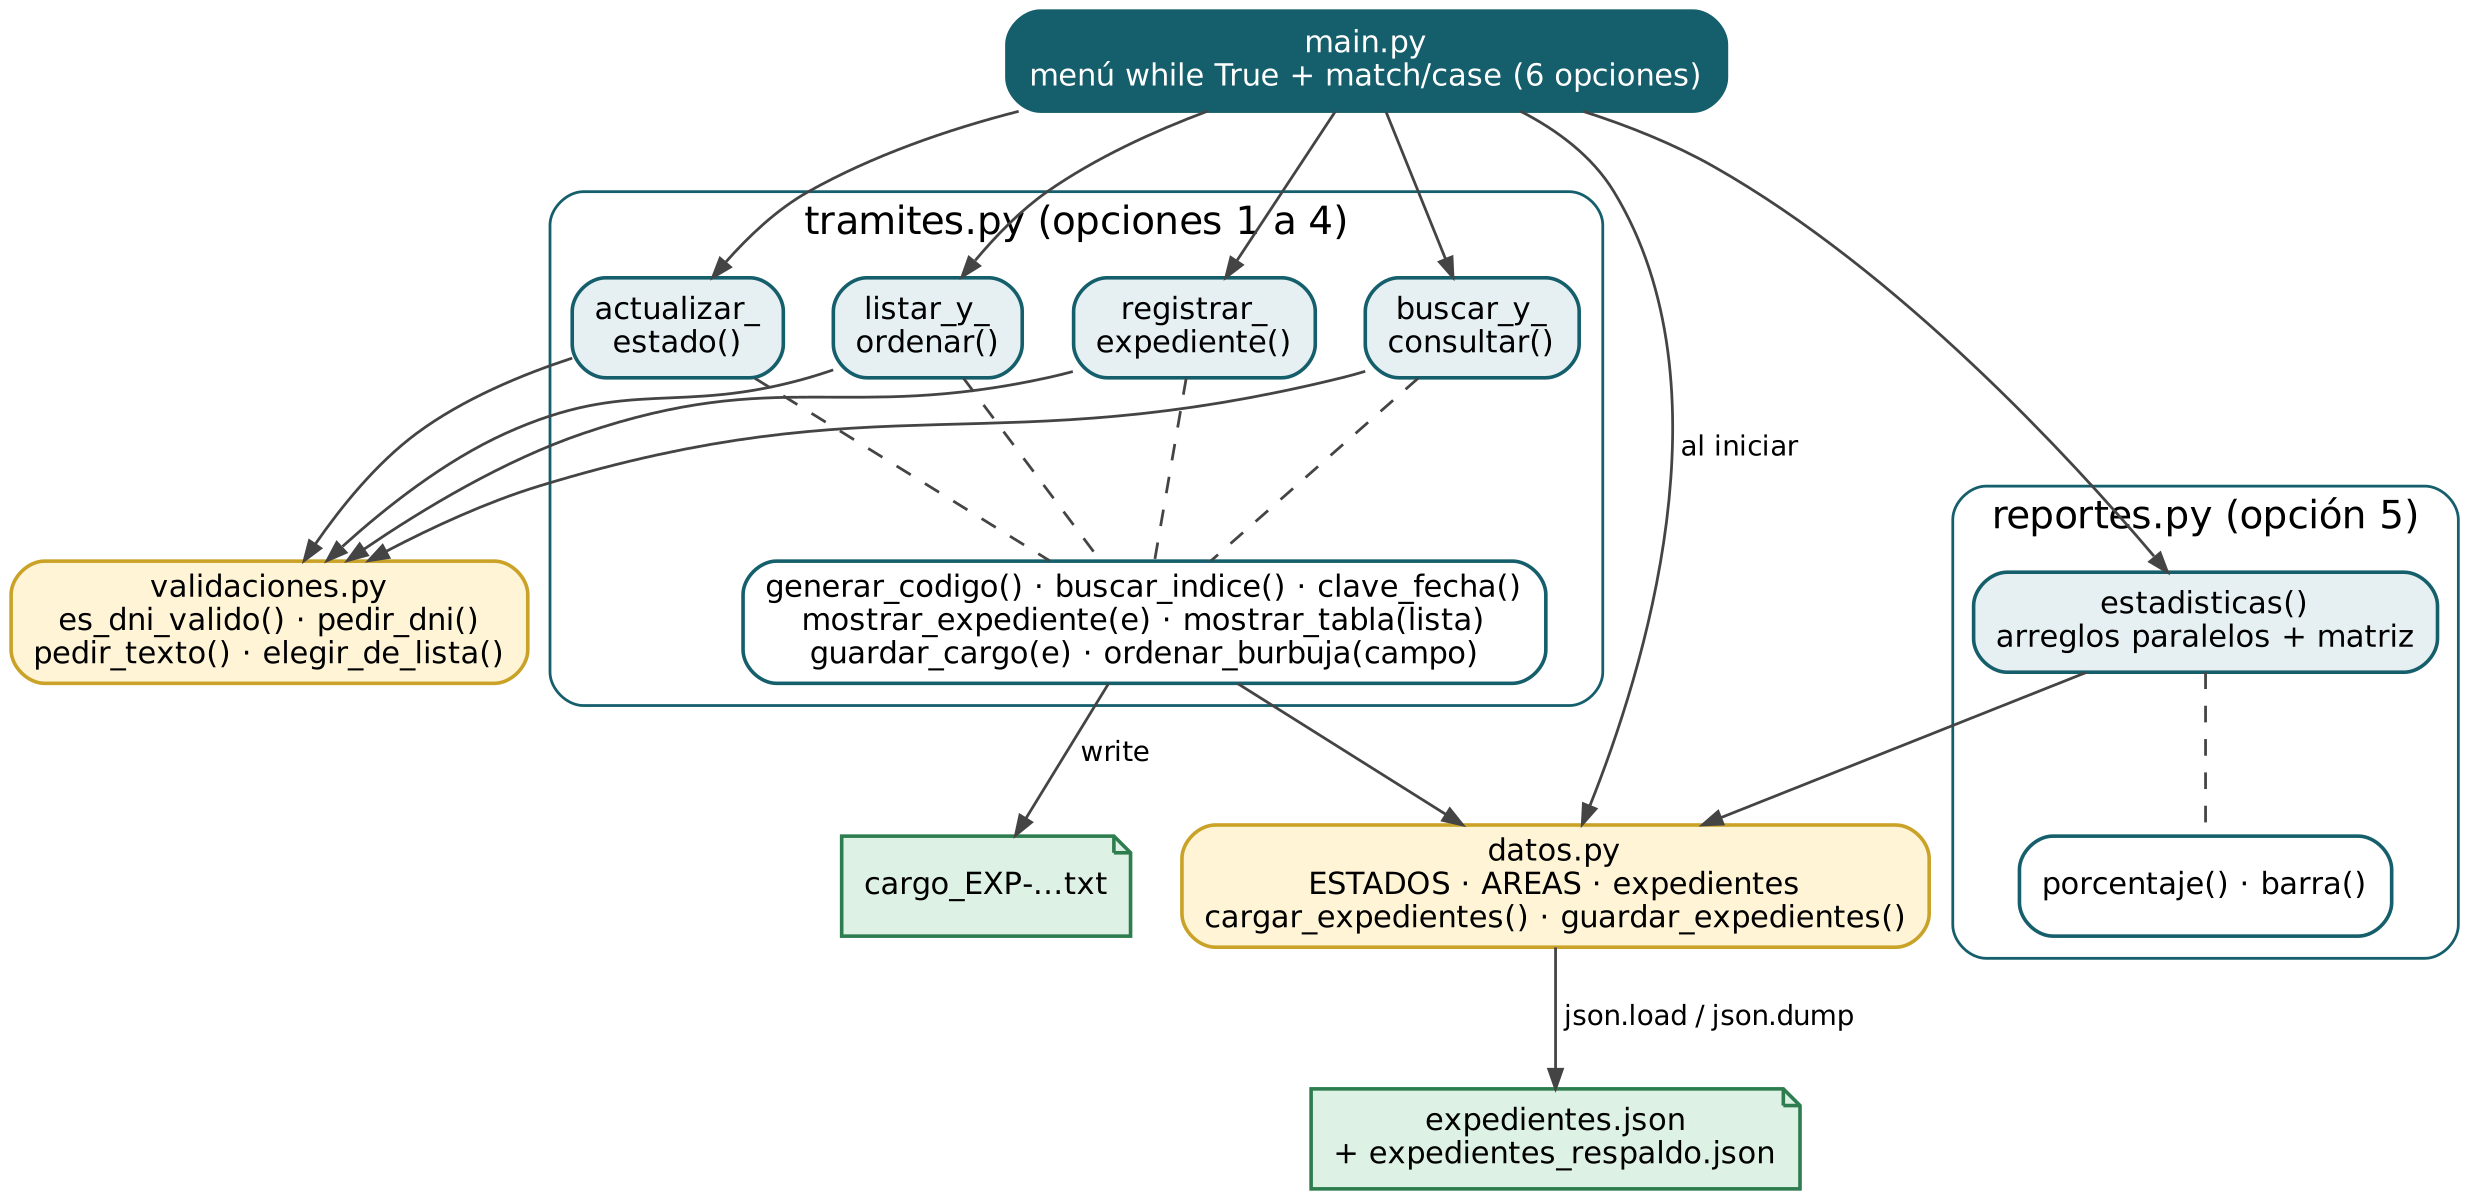 main.py
menú while True + match/case (6 opciones)
tramites.py (opciones 1 a 4)
actualizar_
estado()
listar_y_
ordenar()
registrar_
expediente()
buscar_y_
consultar()
al iniciar
reportes.py (opción 5)
estadisticas()
arreglos paralelos + matriz
validaciones.py
es_dni_valido() · pedir_dni()
pedir_texto() · elegir_de_lista()
generar_codigo() · buscar_indice() · clave_fecha()
mostrar_expediente(e) · mostrar_tabla(lista)
guardar_cargo(e) · ordenar_burbuja(campo)
write
cargo_EXP-...txt
datos.py
ESTADOS · AREAS · expedientes
cargar_expedientes() · guardar_expedientes()
porcentaje() · barra()
json.load / json.dump
expedientes.json
+ expedientes_respaldo.json